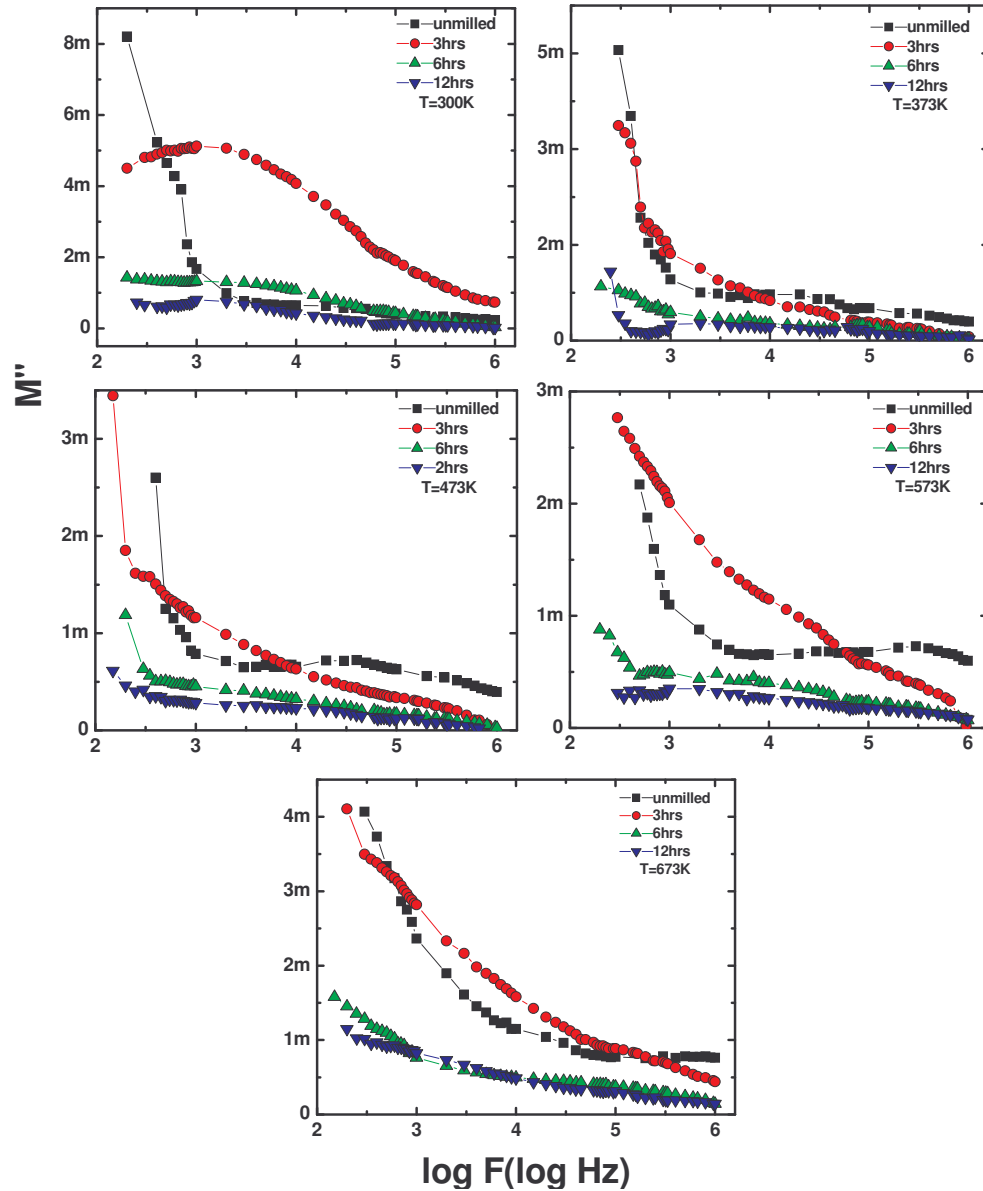 M"
8m
6m
4m
2m
0
2 3 4 5 6
unmilled
3hrs
6hrs
12hrs
T=300K
5m
3m
2m
0
2 3 4 5 6
unmilled
3hrs
6hrs
12hrs
T=373K
3m
2m
1m
0
2 3 4 5 6
unmilled
3hrs
6hrs
2hrs
T=473K
3m
2m
1m
0
2 3 4 5 6
unmilled
3hrs
6hrs
12hrs
T=573K
4m
3m
2m
1m
0
2 3 4 5 6
unmilled
3hrs
6hrs
12hrs
T=673K
log F(log Hz)